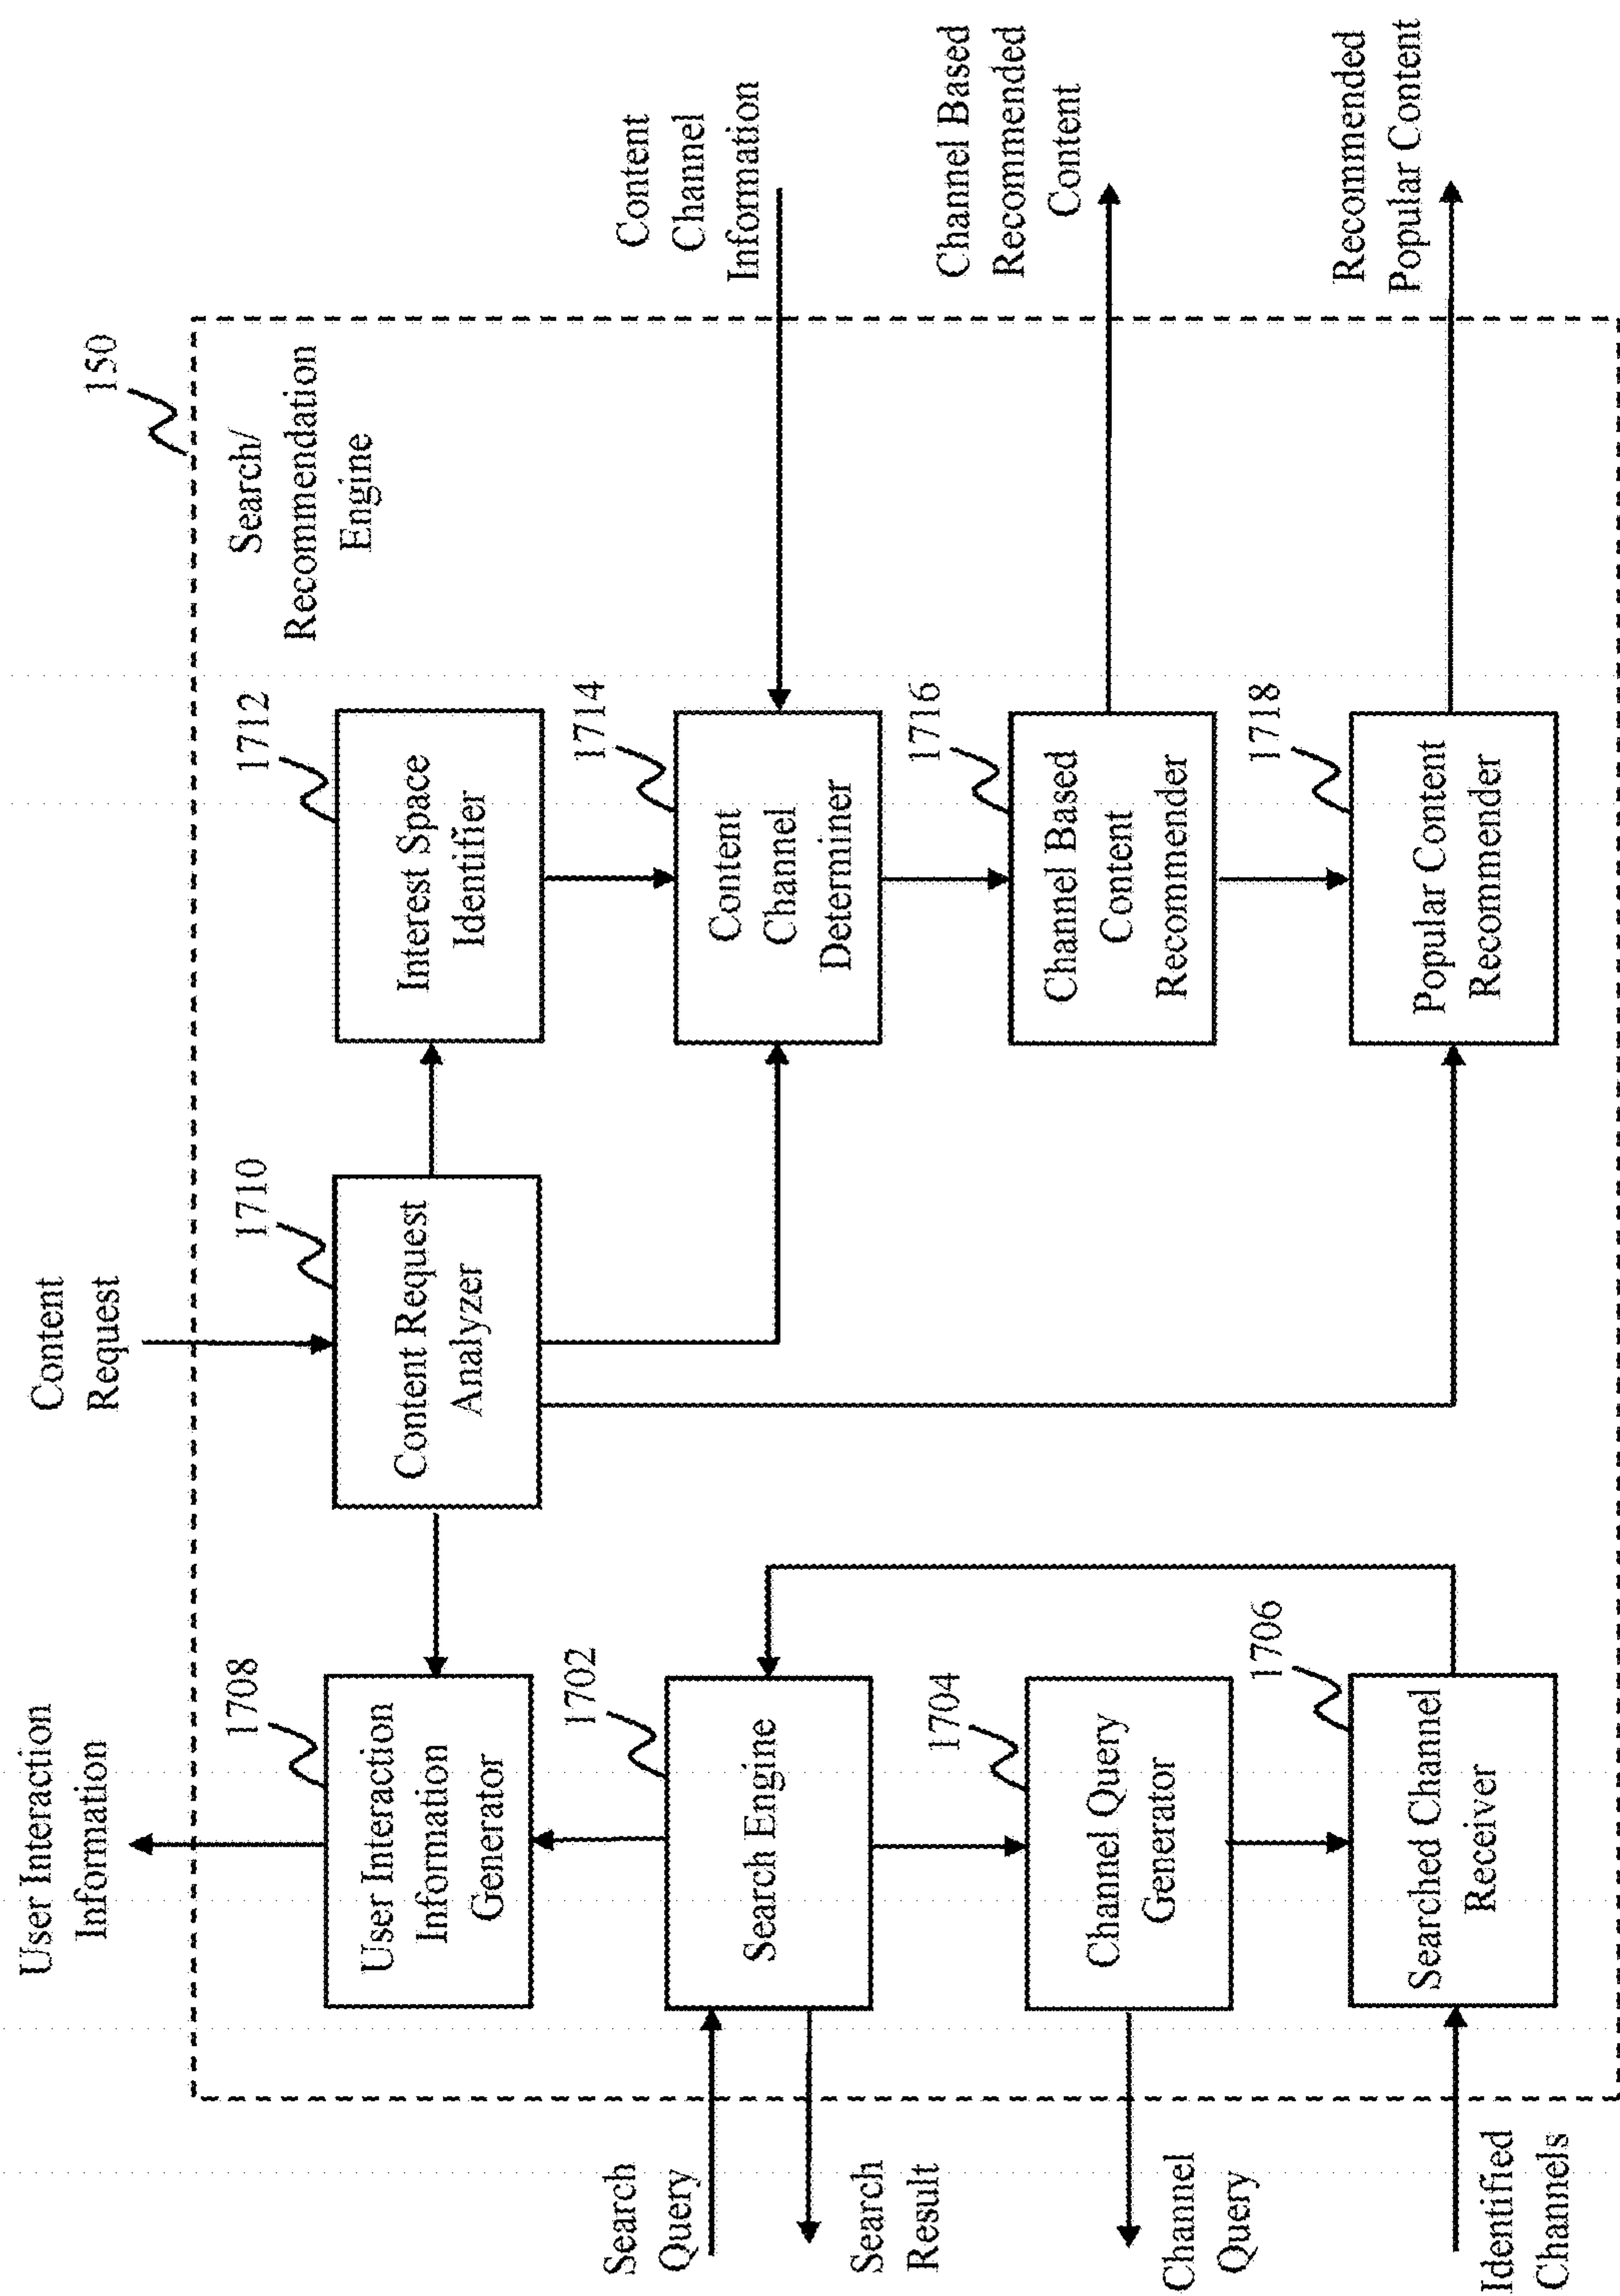 User Interaction
Information
Content
Request
150
Search/
Recommendation
Engine
1708
User Interaction
Information
Generator
1710
Content Request
Analyzer
1712
Interest Space
Identifier
Search
Query
Search
Result
1702
Search Engine
1714
Content
Channel
Determiner
Content
Channel
Information
Channel
Query
1704
Channel Query
Generator
1716
Channel Based
Content
Recommender
Channel Based
Recommended
Content
Identified
Channels
1706
Searched Channel
Receiver
1718
Popular Content
Recommender
Recommended
Popular Content